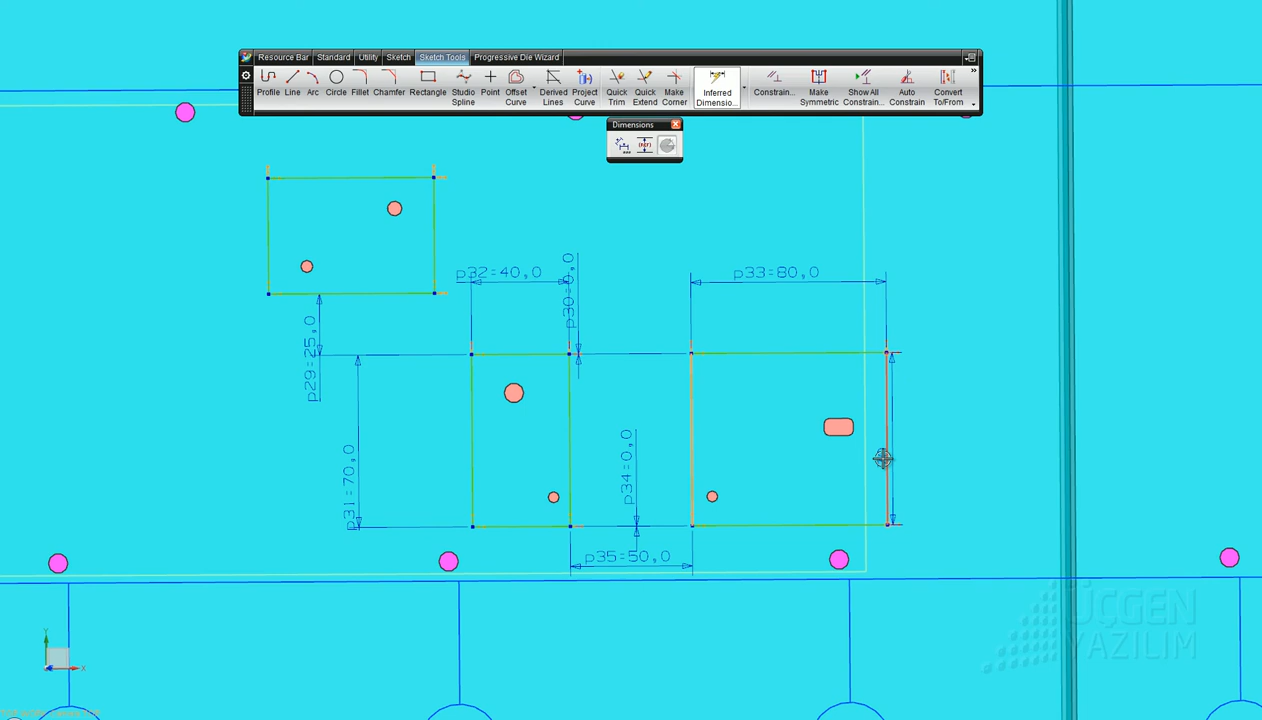 Resource Bar Standard Utility Sketch Sketch Tools Progressive Die Wizard
Profile Line Arc Circle Fillet Chamfer Rectangle Studio Spline Point Offset Curve Derived Lines Project Curve Quick Trim Quick Extend Make Corner Inferred Dimensio... Constrain... Make Symmetric Show All Constrain... Auto Constrain Convert To/From
Dimensions
p32=40,0
p30=0,0
p33=80,0
p29=25,0
p31=70,0
p34=0,0
p35=50,0
ÜÇGEN
YAZILIM
Y
X